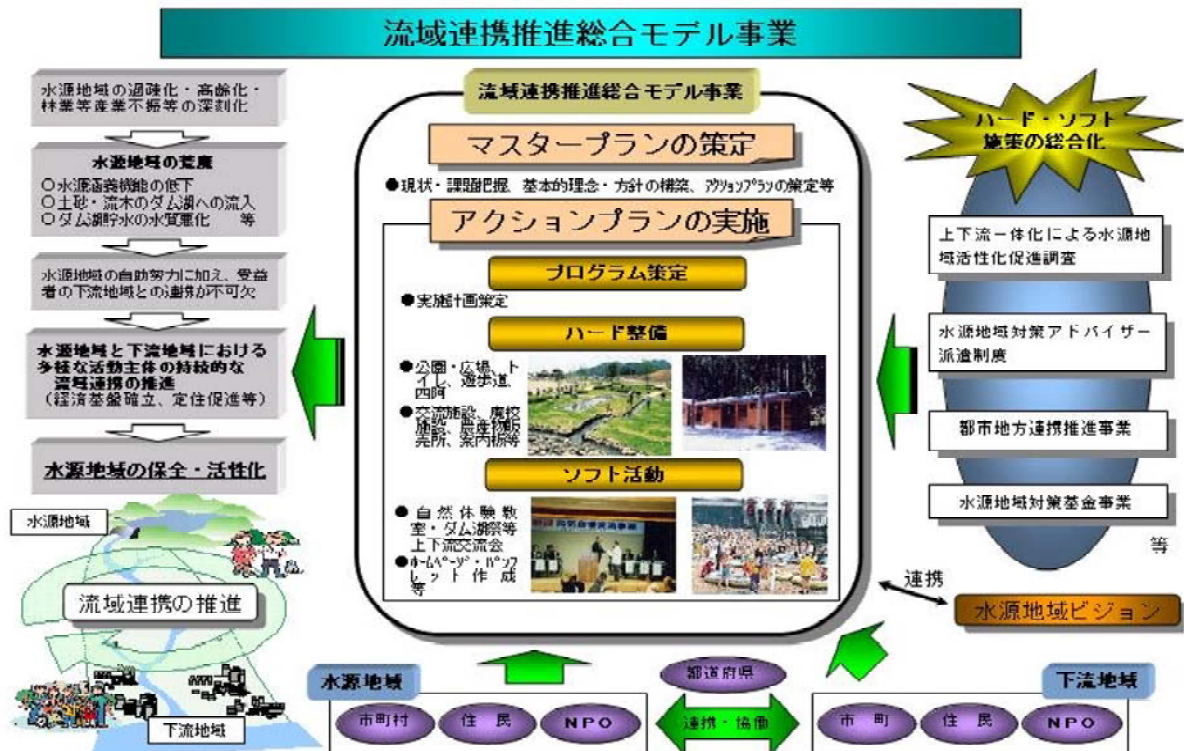 流域連携推進総合モデル事業
水源地域の過疎化・高齢化・
林業等産業不振等の深刻化
水源地域の荒廃
○水源涵養機能の低下
○土砂・流木のダム湖への流入
○ダム湖貯水の水質悪化　等
水源地域の自助努力に加え、受益
者の下流地域との連携が不可欠
水源地域と下流地域における
多様な活動主体の持続的な
流域連携の推進
（経済基盤確立、定住促進等）
水源地域の保全・活性化
水源地域
流域連携の推進
下流地域
流域連携推進総合モデル事業
マスタープランの策定
●現状・課題把握、基本的理念・方針の構築、アクションプランの策定等
アクションプランの実施
プログラム策定
●実施計画策定
ハード整備
●公園・広場、ト
イレ、遊歩道、
四阿
●交流施設、廃校
施設、農産物販
売所、案内板等
ソフト活動
●自然体験教
室・ダム湖祭等
上下流交流会
●ホームページ・パンフ
レット作成
等
ハード・ソフト
施策の総合化
上下流一体化による水源地
域活性化促進調査
水源地域対策アドバイザー
派遣制度
都市地方連携推進事業
水源地域対策基金事業
等
連携
水源地域ビジョン
水源地域
市町村
住民
NPO
都道府県
連携・協働
下流地域
市町
住民
NPO